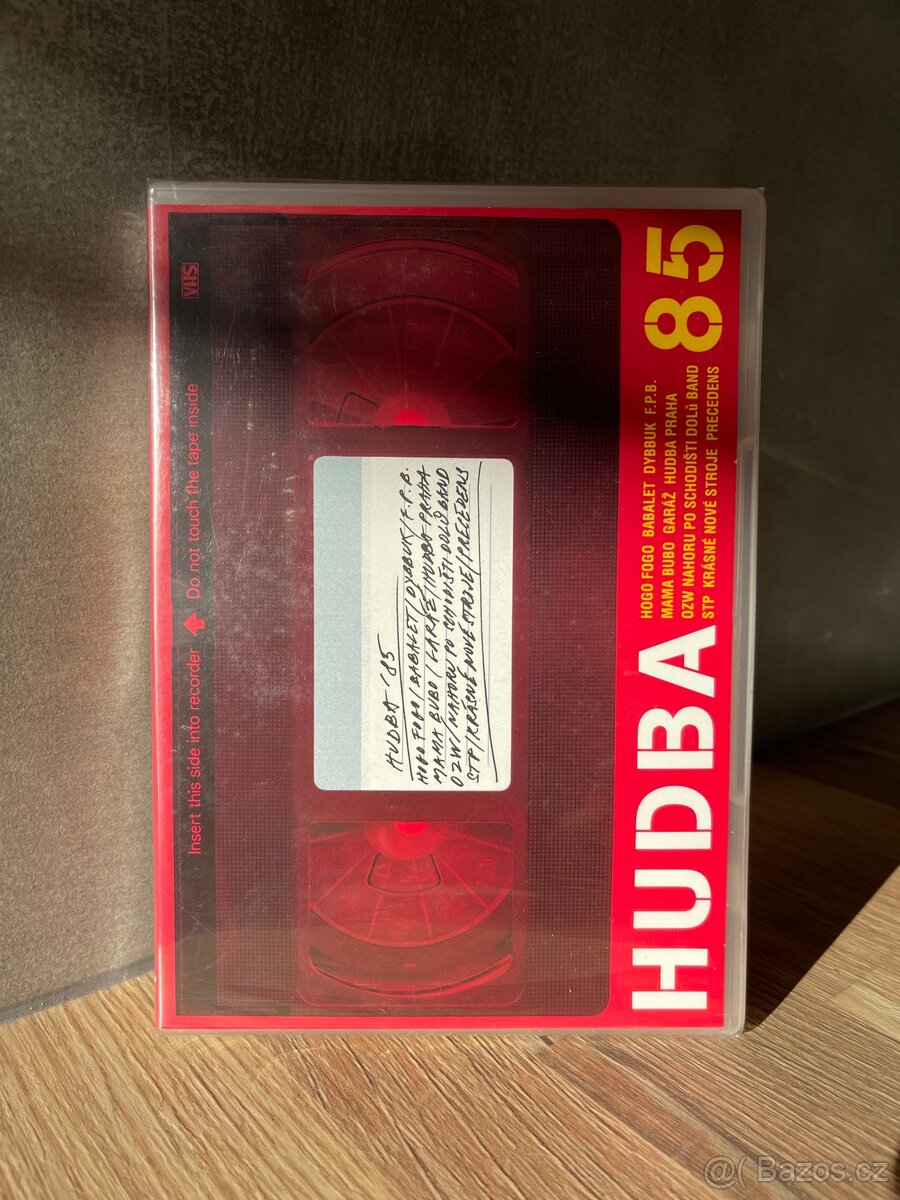 VHS
Insert this side into recorder Do not touch the tape inside
HUDBA '85
HOGO FOGO/BABALET/DYBBUK/F.P.B.
MAMA BUBO/GARÁŽ/HUDBA PRAHA
OZW/NAHORU PO SCHODIŠTI DOLŮ BAND
STP/KRÁSNÉ NOVÉ STROJE/PRECEDENS
HUDBA 85
HOGO FOGO BABALET DYBBUK F.P.B.
MAMA BUBO GARÁŽ HUDBA PRAHA
OZW NAHORU PO SCHODIŠTI DOLŮ BAND
STP KRÁSNÉ NOVÉ STROJE PRECEDENS
@( Bazos.cz